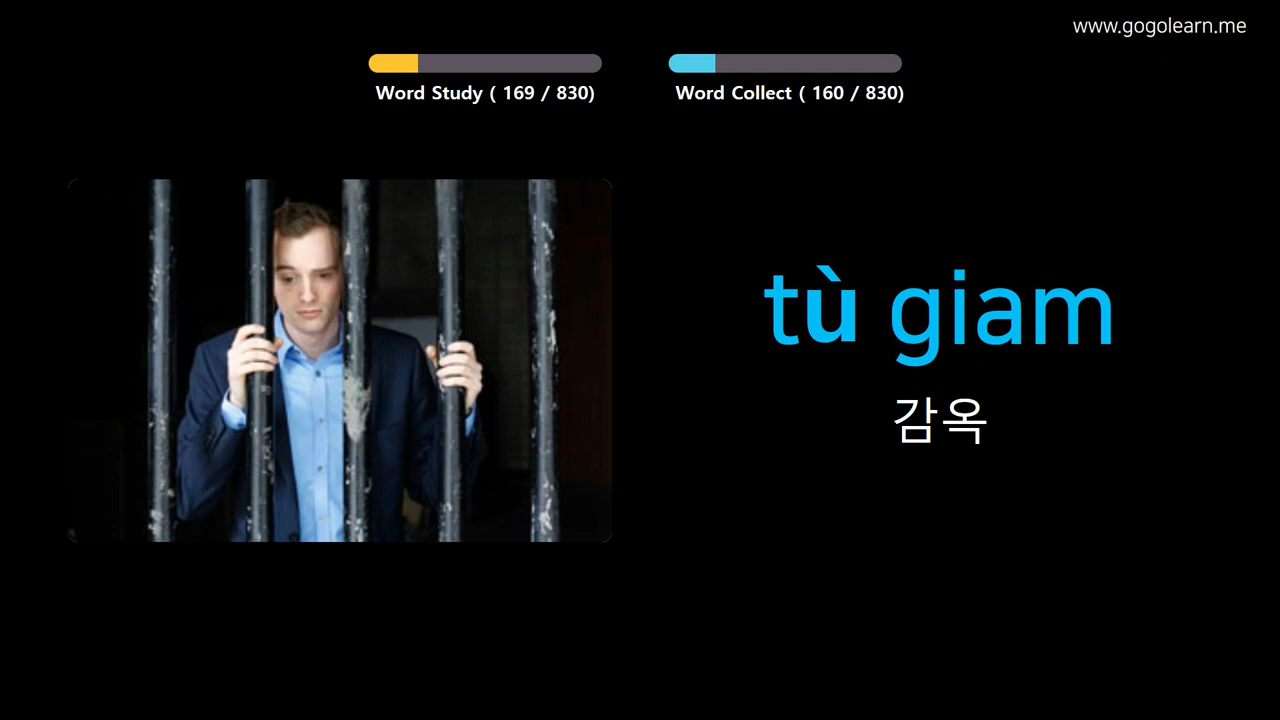 www.gogolearn.me
Word Study ( 169 / 830)
Word Collect ( 160 / 830)
tù giam
감옥